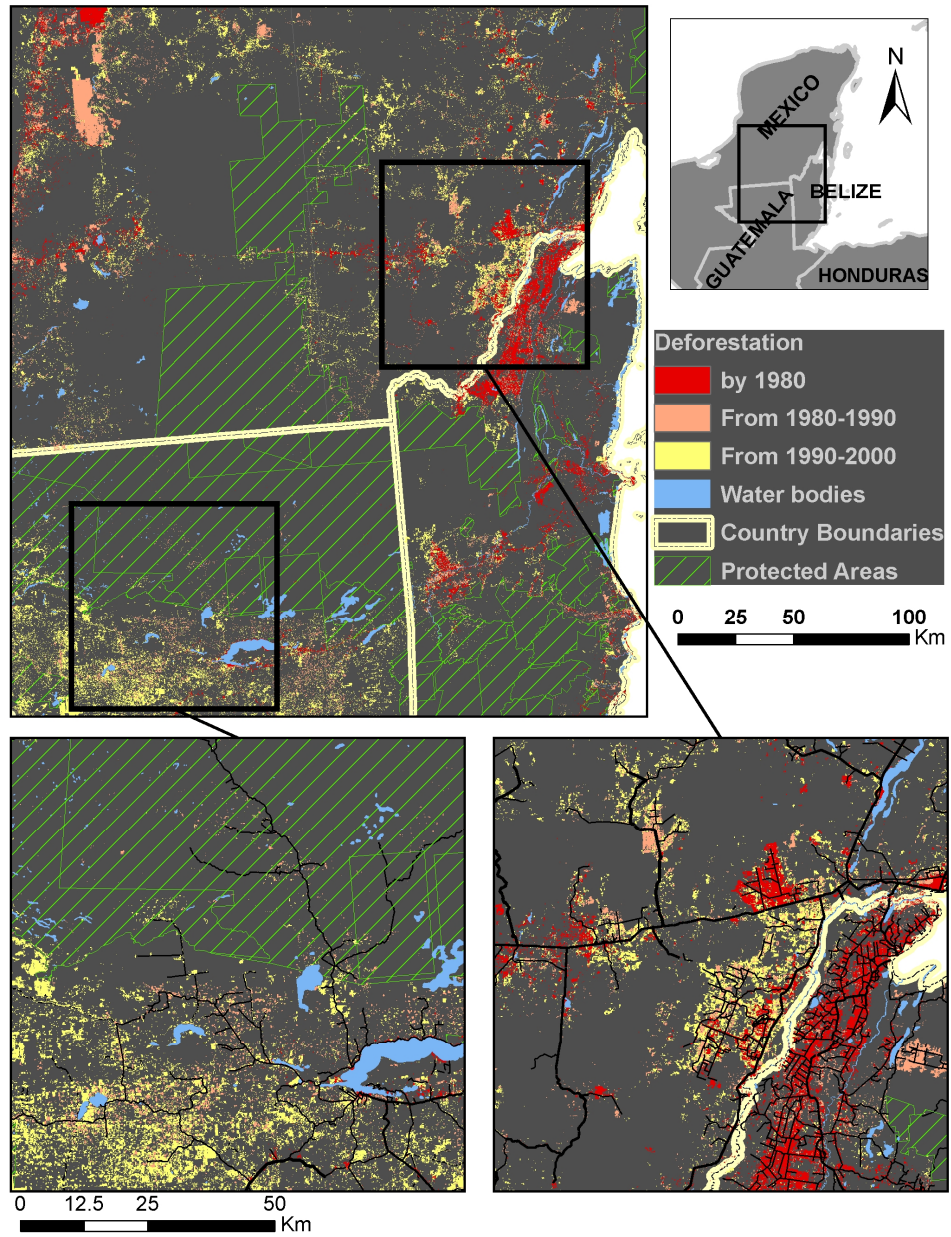 N
MEXICO
BELIZE
GUATEMALA
HONDURAS
Deforestation
by 1980
From 1980-1990
From 1990-2000
Water bodies
Country Boundaries
Protected Areas
0 25 50 100
Km
0 12.5 25 50
Km